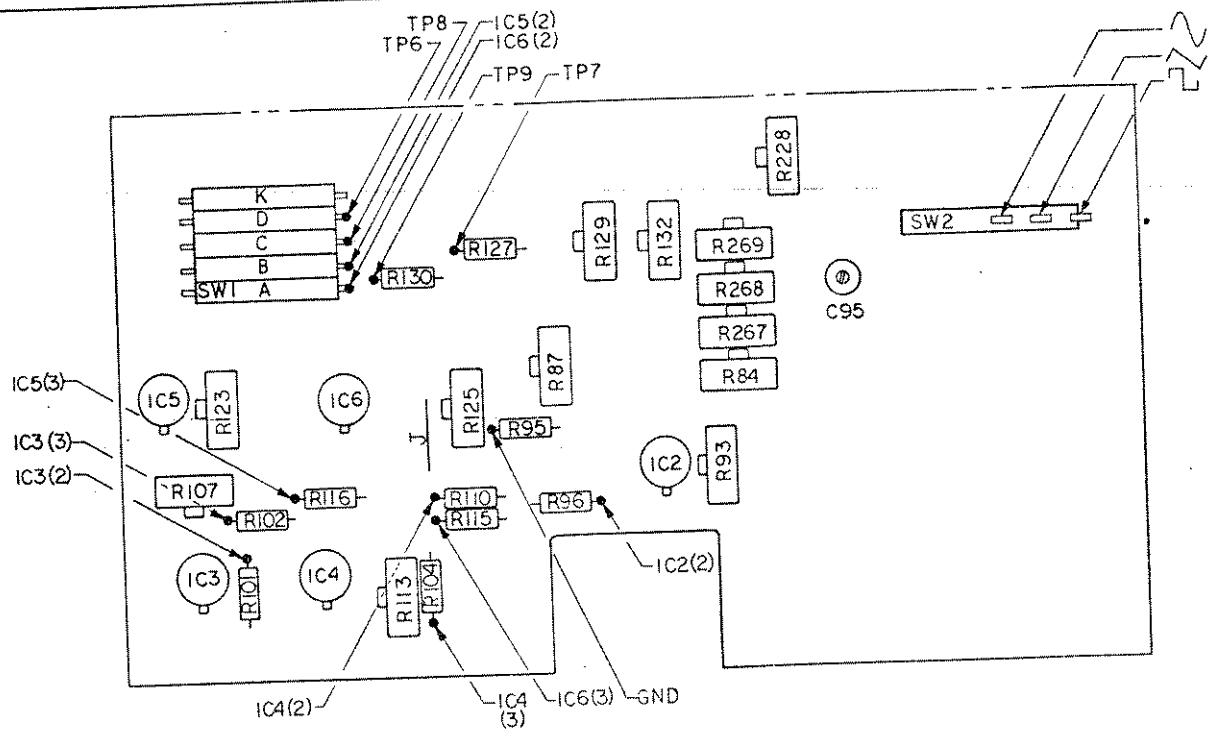 TP8
IC5(2)
TP6
IC6(2)
TP9
TP7
R228
K
D
C
B
SW1 A
R127
R130
R129
R132
R269
R268
R267
R84
SW2
C95
IC5(3)
IC3(3)
IC3(2)
IC5
R123
IC6
J
R125
R87
R95
IC2
R93
R107
R116
R102
R110
R115
R96
IC2(2)
IC3
R101
IC4
R113
R104
IC4(2)
IC4
(3)
IC6(3)
GND